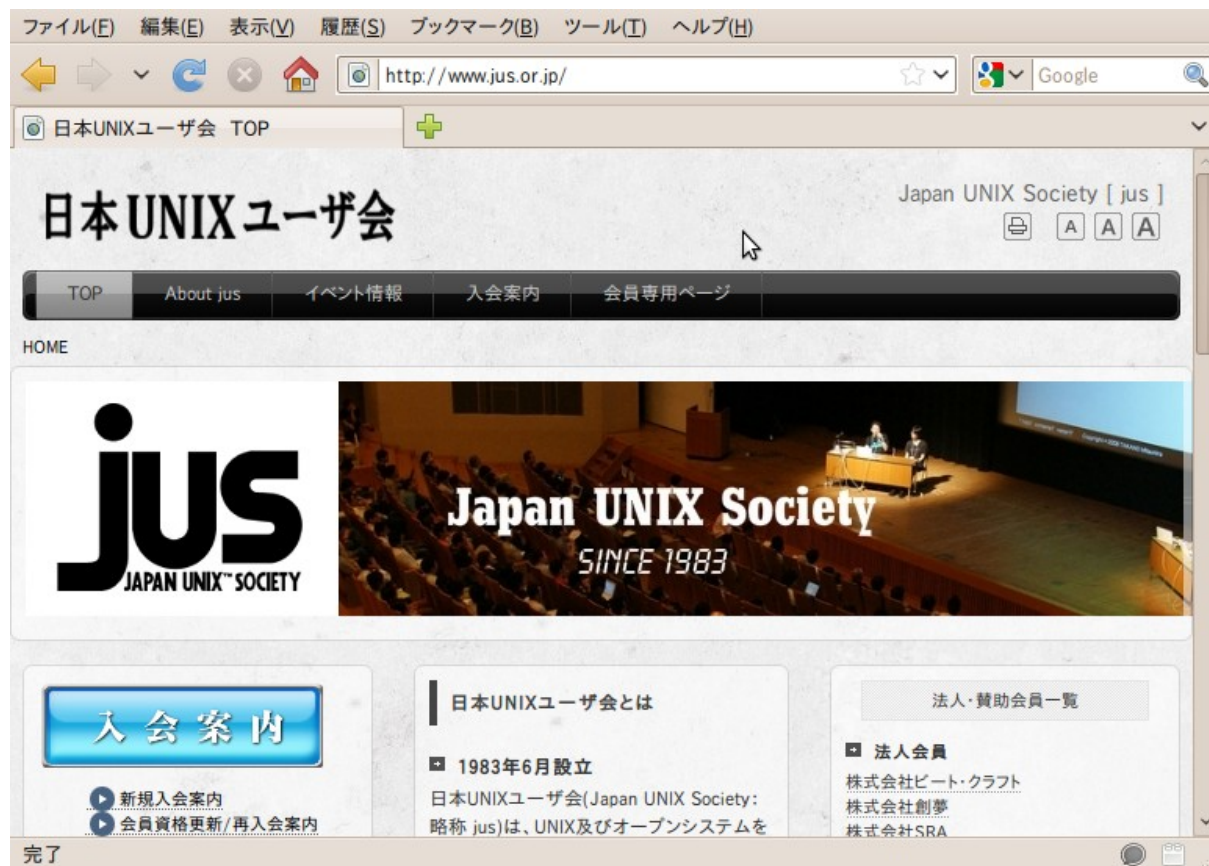 ファイル(F) 編集(E) 表示(V) 履歴(S) ブックマーク(B) ツール(T) ヘルプ(H)
http://www.jus.or.jp/ Google
日本UNIXユーザ会 TOP
日本UNIXユーザ会
Japan UNIX Society [ jus ]
A A A
TOP About jus イベント情報 入会案内 会員専用ページ
HOME
jus
JAPAN UNIX™ SOCIETY
Japan UNIX Society
SINCE 1983
入会案内
新規入会案内
会員資格更新/再入会案内
日本UNIXユーザ会とは
1983年6月設立
日本UNIXユーザ会(Japan UNIX Society:
略称 jus)は、UNIX及びオープンシステムを
法人・賛助会員一覧
法人会員
株式会社ビート・クラフト
株式会社創夢
株式会社SRA
完了